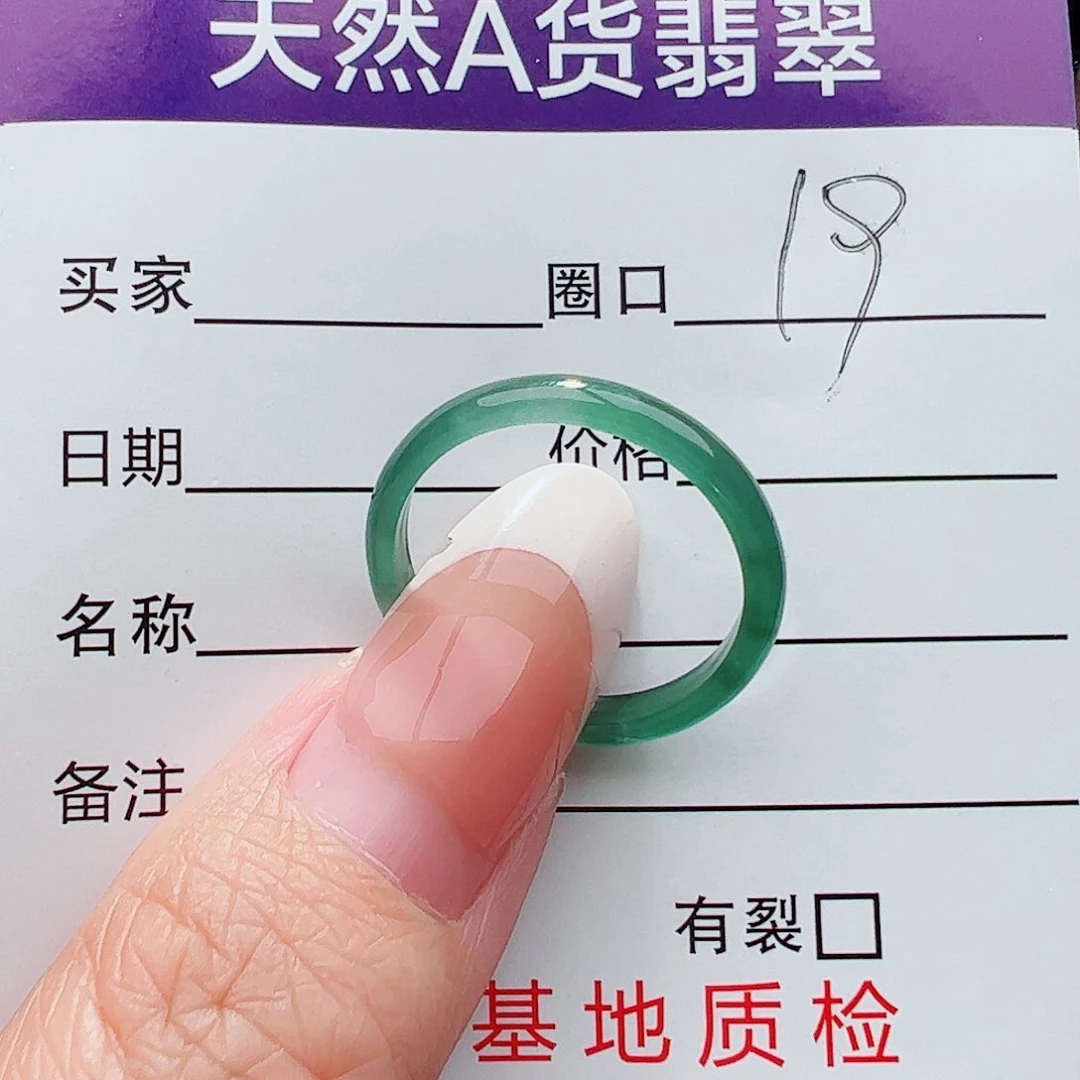 天然A货翡翠
买家 圈口 19
日期 价格
名称
备注
有裂
基地质检